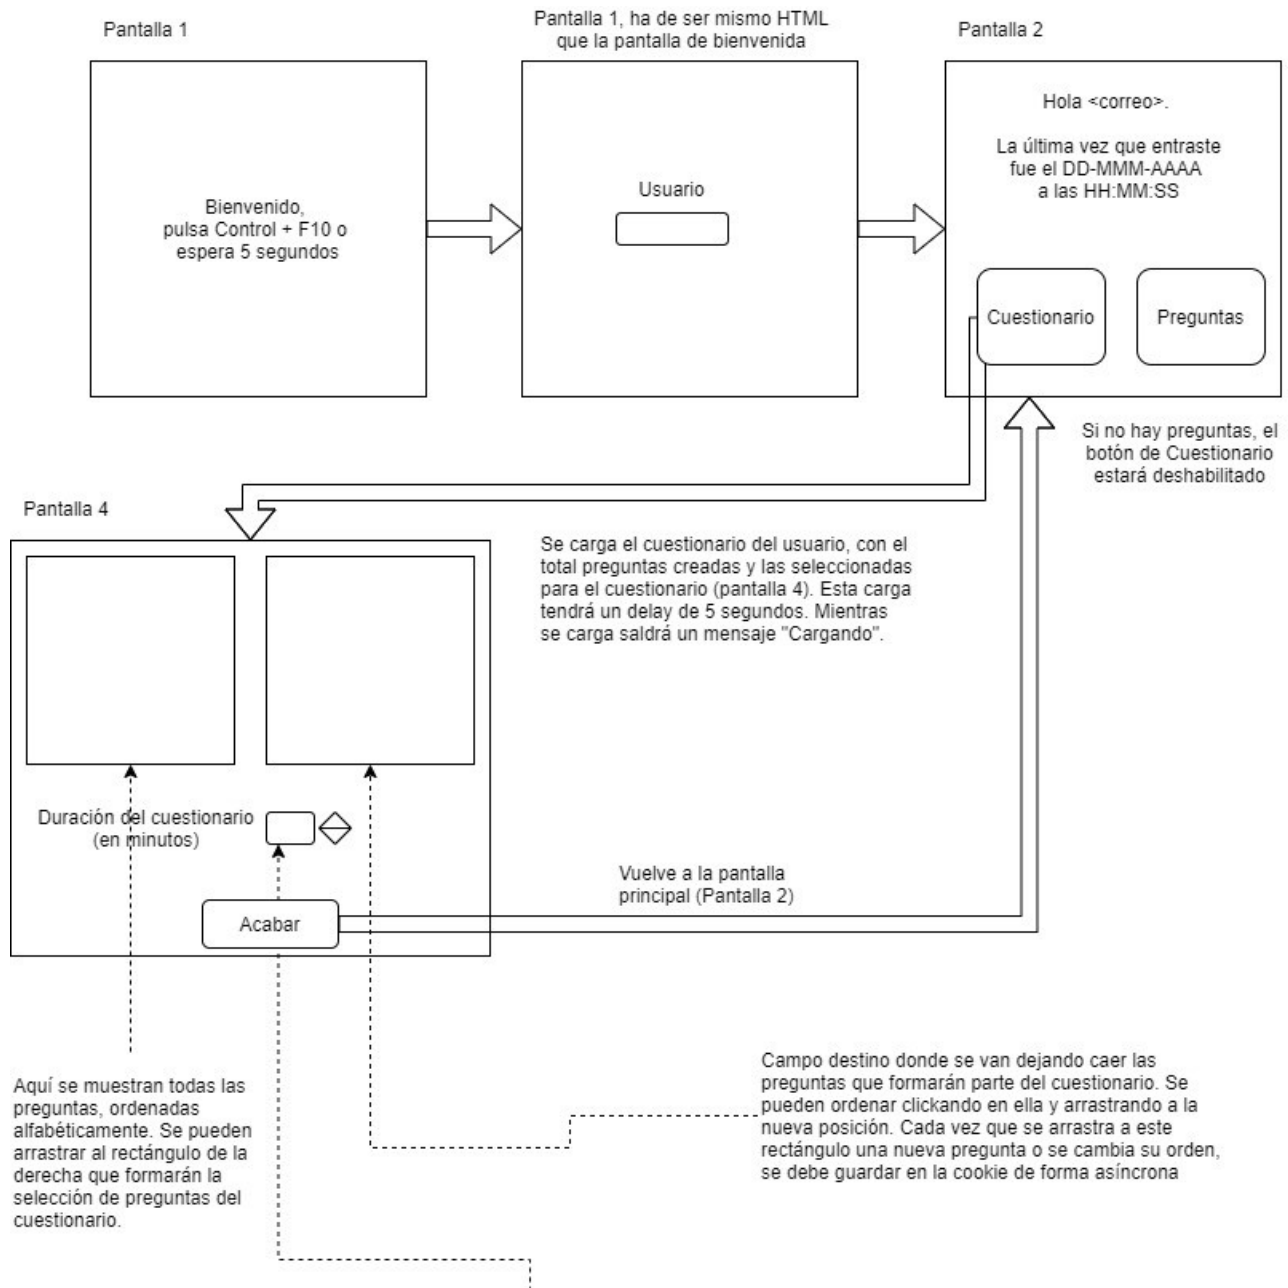 Pantalla 1
Bienvenido,
pulsa Control + F10 o
espera 5 segundos
Pantalla 1, ha de ser mismo HTML
que la pantalla de bienvenida
Usuario
Pantalla 2
Hola <correo>.
La última vez que entraste
fue el DD-MMM-AAAA
a las HH:MM:SS
Cuestionario
Preguntas
Si no hay preguntas, el
botón de Cuestionario
estará deshabilitado
Pantalla 4
Se carga el cuestionario del usuario, con el
total preguntas creadas y las seleccionadas
para el cuestionario (pantalla 4). Esta carga
tendrá un delay de 5 segundos. Mientras
se carga saldrá un mensaje "Cargando".
Duración del cuestionario
(en minutos)
Acabar
Vuelve a la pantalla
principal (Pantalla 2)
Aquí se muestran todas las
preguntas, ordenadas
alfabéticamente. Se pueden
arrastrar al rectángulo de la
derecha que formarán la
selección de preguntas del
cuestionario.
Campo destino donde se van dejando caer las
preguntas que formarán parte del cuestionario. Se
pueden ordenar clickando en ella y arrastrando a la
nueva posición. Cada vez que se arrastra a este
rectángulo una nueva pregunta o se cambia su orden,
se debe guardar en la cookie de forma asíncrona